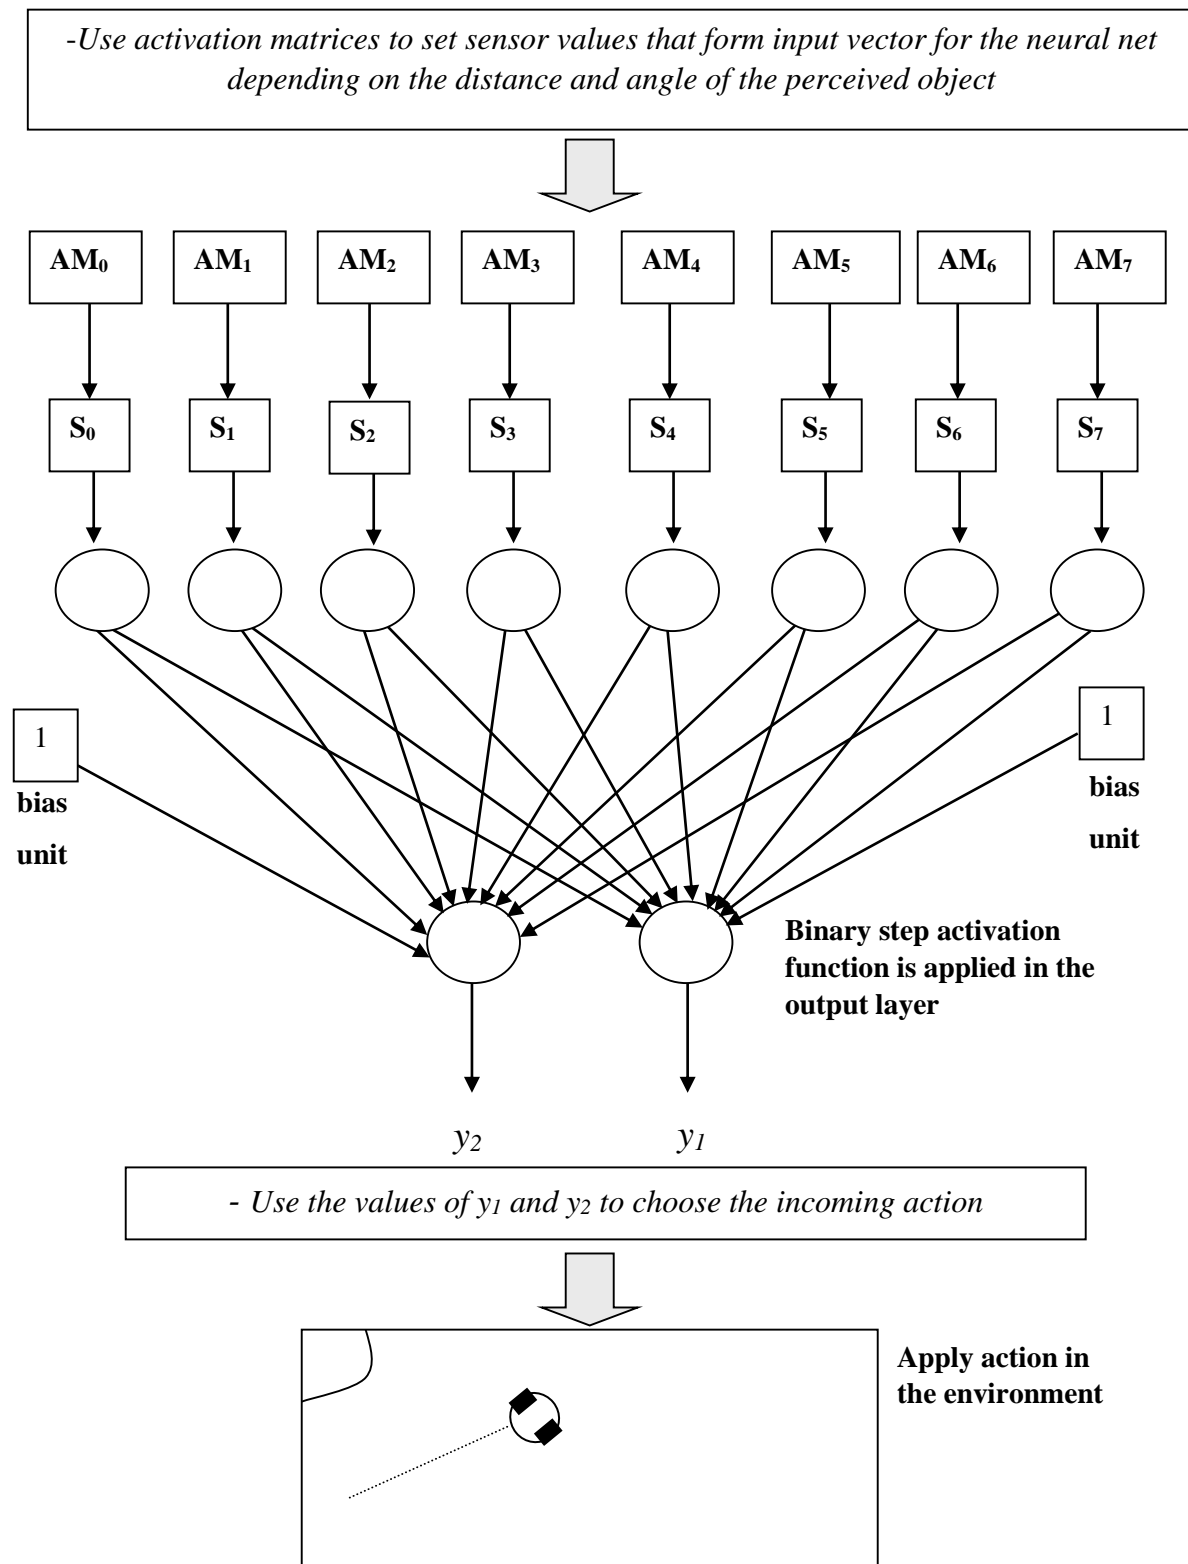 -Use activation matrices to set sensor values that form input vector for the neural net
depending on the distance and angle of the perceived object
AM0 AM1 AM2 AM3 AM4 AM5 AM6 AM7
S0 S1 S2 S3 S4 S5 S6 S7
1
bias
unit
1
bias
unit
Binary step activation
function is applied in the
output layer
y2 y1
- Use the values of y1 and y2 to choose the incoming action
Apply action in
the environment